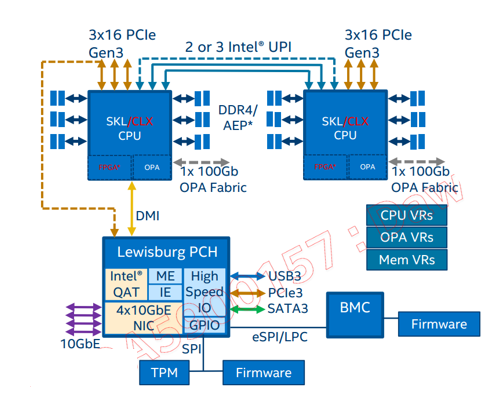 3x16 PCIe
Gen3
2 or 3 Intel® UPI
3x16 PCIe
Gen3
SKL/CLX
CPU
DDR4/
AEP*
SKL/CLX
CPU
OPA
OPA
1x 100Gb
OPA Fabric
1x 100Gb
OPA Fabric
DMI
CPU VRs
OPA VRs
Mem VRs
Lewisburg PCH
Intel®
QAT
ME
IE
High
Speed
IO
4x10GbE
NIC
GPIO
USB3
PCIe3
SATA3
10GbE
SPI
eSPI/LPC
BMC
Firmware
TPM
Firmware